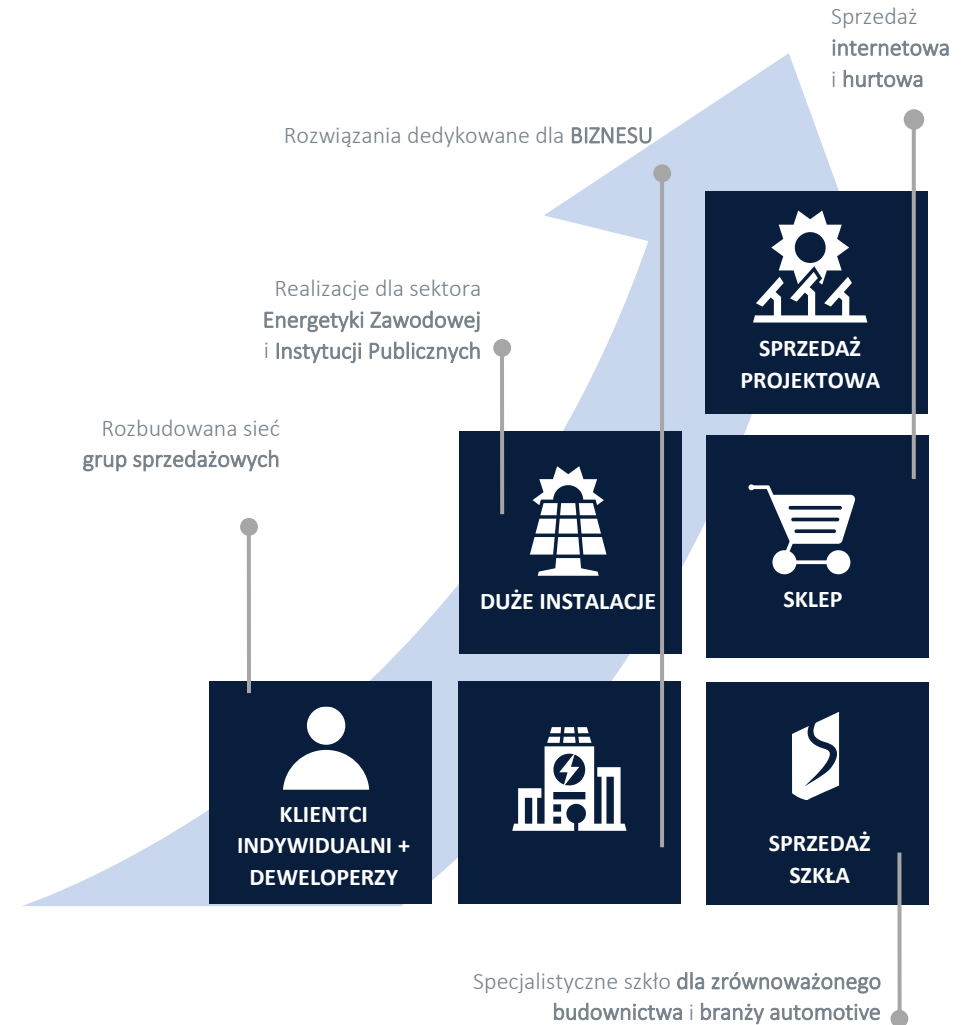 Sprzedaż
internetowa
i hurtowa
Rozwiązania dedykowane dla BIZNESU
Realizacje dla sektora
Energetyki Zawodowej
i Instytucji Publicznych
SPRZEDAŻ
PROJEKTOWA
Rozbudowana sieć
grup sprzedażowych
DUŻE INSTALACJE
SKLEP
KLIENTCI
INDYWIDUALNI +
DEWELOPERZY
SPRZEDAŻ
SZKŁA
Specjalistyczne szkło dla zrównoważonego
budownictwa i branży automotive